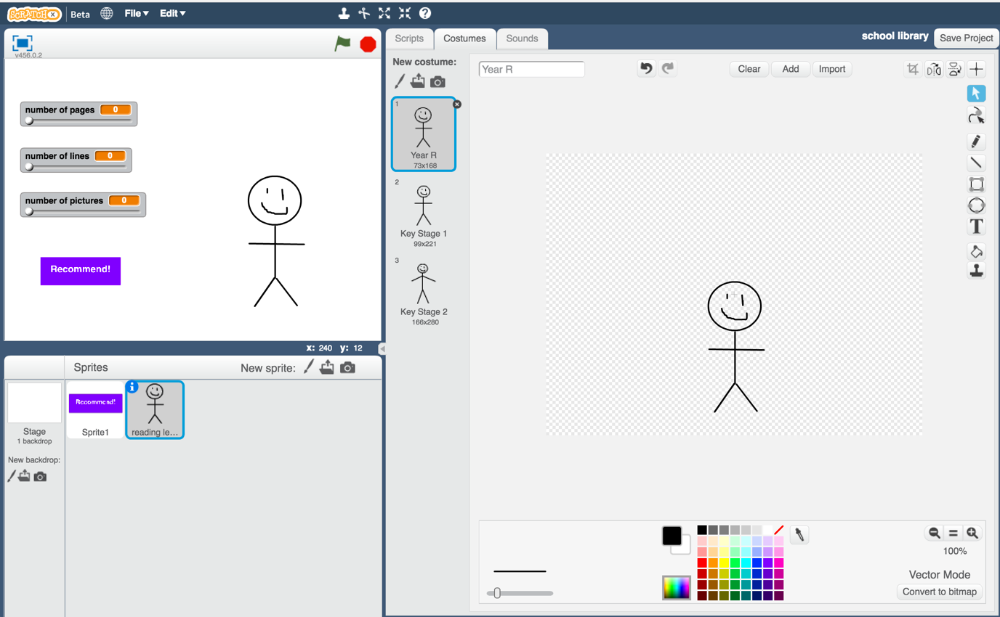 SCRATCHX
Beta
File▾
Edit▾
v456.0.2
Scripts
Costumes
Sounds
school library
Save Project
number of pages 0
number of lines 0
number of pictures 0
Recommend!
x: 240 y: 12
Sprites
New sprite:
Recommend!
Sprite1
reading le...
Stage
1 backdrop
New backdrop:
New costume:
1
Year R
73x168
2
Key Stage 1
99x221
3
Key Stage 2
166x280
Year R
Clear
Add
Import
T
100%
Vector Mode
Convert to bitmap